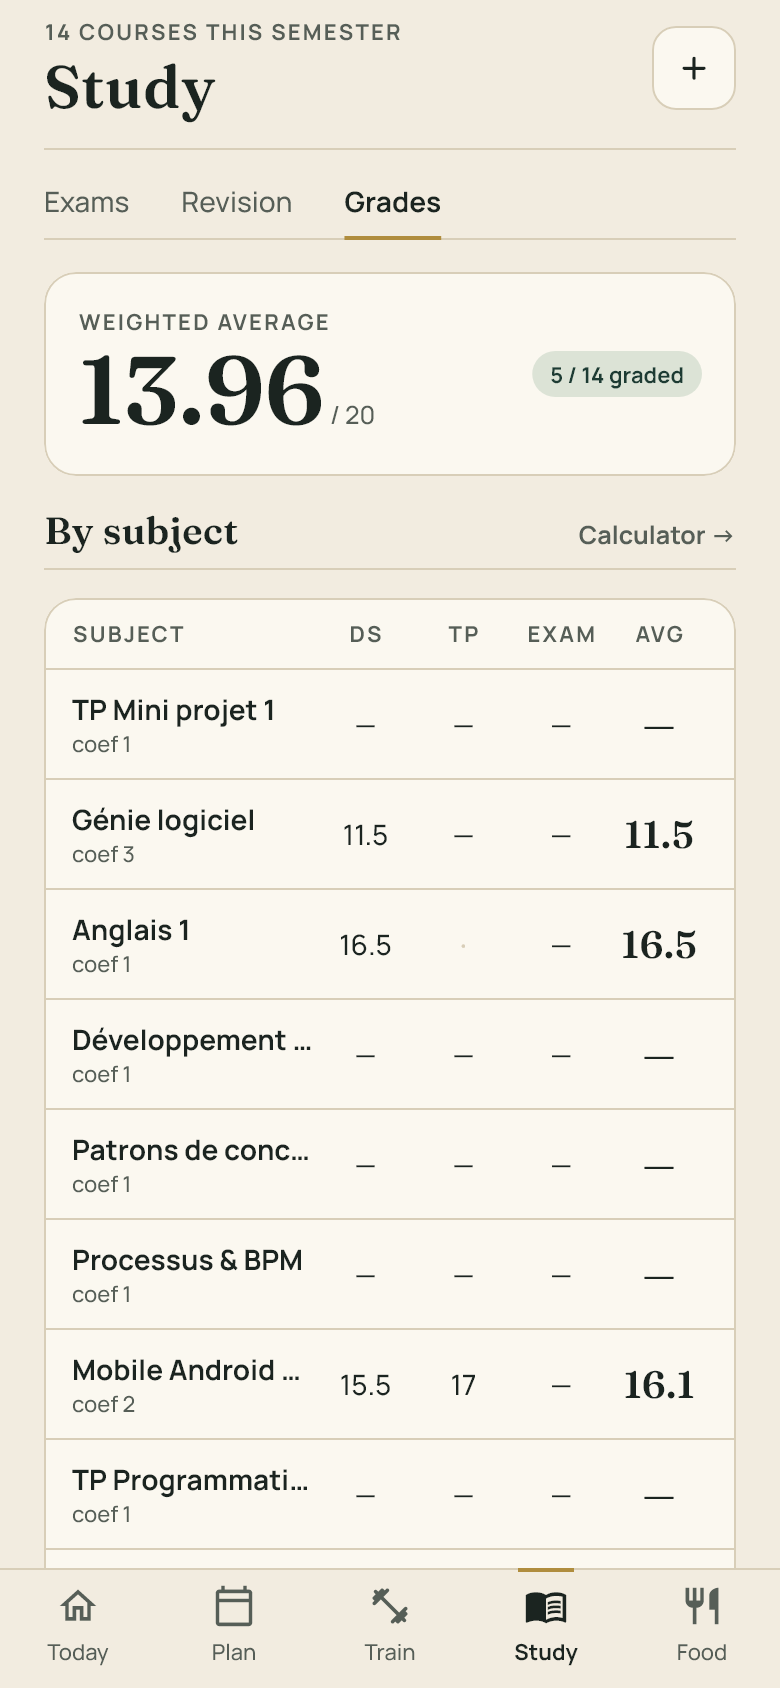 14 COURSES THIS SEMESTER
Study
+
Exams Revision Grades
WEIGHTED AVERAGE
13.96 / 20
5 / 14 graded
By subject
Calculator →
SUBJECT DS TP EXAM AVG
TP Mini projet 1
coef 1
– – – —
Génie logiciel
coef 3
11.5 – – 11.5
Anglais 1
coef 1
16.5 · – 16.5
Développement ...
coef 1
– – – —
Patrons de conc...
coef 1
– – – —
Processus & BPM
coef 1
– – – —
Mobile Android ...
coef 2
15.5 17 – 16.1
TP Programmati...
coef 1
– – – —
Today Plan Train Study Food